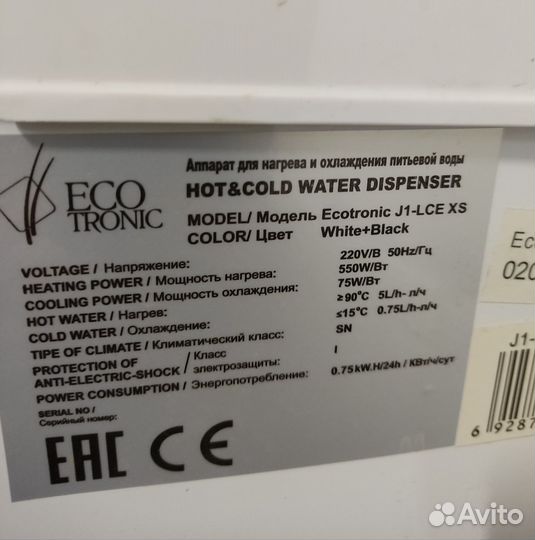 ECO
TRONIC
Аппарат для нагрева и охлаждения питьевой воды
HOT&COLD WATER DISPENSER
MODEL/ Модель Ecotronic J1-LCE XS
COLOR/ Цвет White+Black
VOLTAGE / Напряжение: 220V/В 50Hz/Гц
HEATING POWER / Мощность нагрева: 550W/Вт
COOLING POWER / Мощность охлаждения: 75W/Вт
HOT WATER / Нагрев: ≥90°C 5L/h- л/ч
COLD WATER / Охлаждение: ≤15°C 0.75L/h-л/ч
TYPE OF CLIMATE / Климатический класс: SN
PROTECTION OF ANTI-ELECTRIC-SHOCK / Класс электрозащиты: I
POWER CONSUMPTION / Энергопотребление: 0.75kW.H/24h / КВт/ч/сут
SERIAL NO /
Серийный номер:
EAC CE
Eco
020
J1-
6 9287
Avito